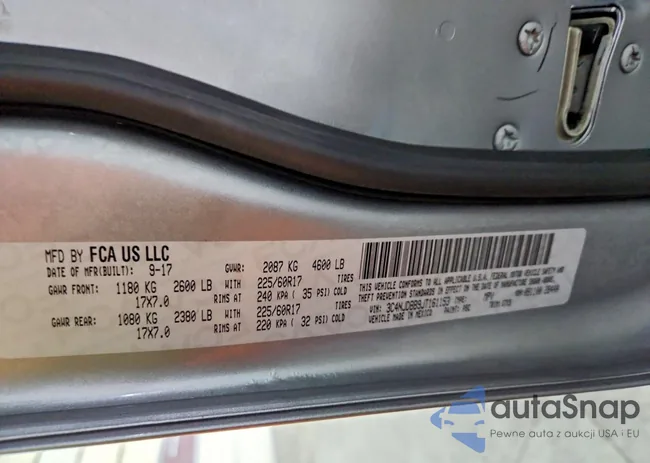 MFD BY FCA US LLC
DATE OF MFR(BUILT) 9-17 GVWR: 2087 KG 4600 LB
GAWR FRONT: 1180 KG 2600 LB WITH 225/60R17 TIRES
17X7.0 RIMS AT 240 KPA ( 35 PSI) COLD
GAWR REAR: 1080 KG 2380 LB WITH 225/60R17 TIRES
17X7.0 RIMS AT 220 KPA ( 32 PSI) COLD
THIS VEHICLE CONFORMS TO ALL APPLICABLE U.S.A. FEDERAL MOTOR VEHICLE SAFETY AND
THEFT PREVENTION STANDARDS IN EFFECT ON THE DATE OF MANUFACTURE SHOWN ABOVE.
VIN: 3C4NJDBB9JT161153 TYPE: MPV
VEHICLE MADE IN MEXICO PAINT:
autaSnap
Pewne auta z aukcji USA i EU